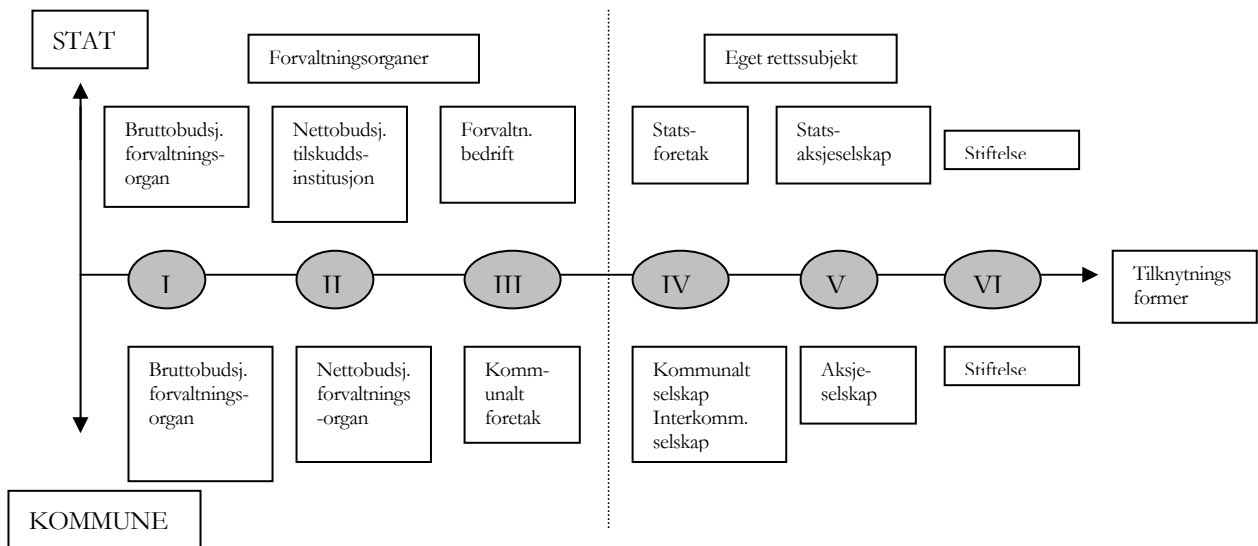 STAT
Forvaltningsorganer
Eget rettssubjekt
Bruttobudsj.
forvaltnings-
organ
Nettobudsj.
tilskudds-
institusjon
Forvaltn.
bedrift
Stats-
foretak
Stats-
aksjeselskap
Stiftelse
I
II
III
IV
V
VI
Tilknytnings
former
Bruttobudsj.
forvaltnings-
organ
Nettobudsj.
forvaltnings
-organ
Komm-
unalt
foretak
Kommunalt
selskap
Interkomm.
selskap
Aksje-
selskap
Stiftelse
KOMMUNE